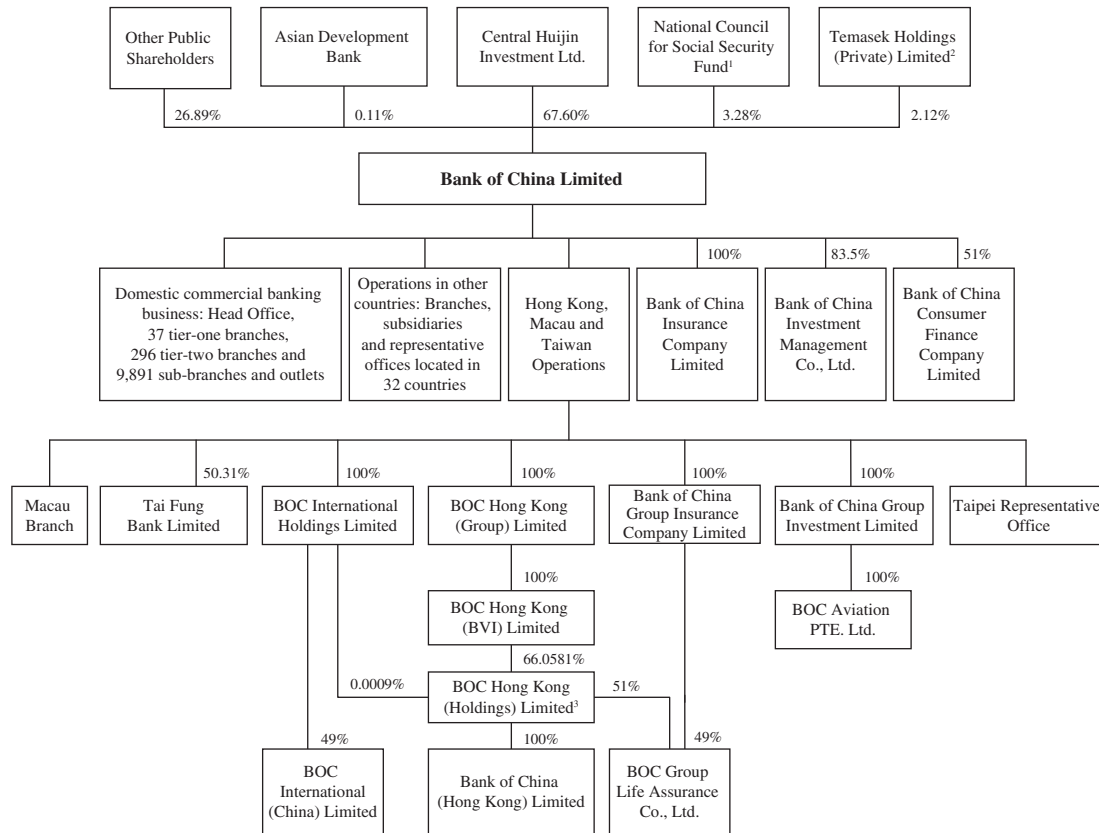 Other Public
Shareholders
Asian Development
Bank
Central Huijin
Investment Ltd.
National Council
for Social Security
Fund¹
Temasek Holdings
(Private) Limited²
26.89%
0.11%
67.60%
3.28%
2.12%
Bank of China Limited
100%
83.5%
51%
Domestic commercial banking
business: Head Office,
37 tier-one branches,
296 tier-two branches and
9,891 sub-branches and outlets
Operations in other
countries: Branches,
subsidiaries
and representative
offices located in
32 countries
Hong Kong,
Macau and
Taiwan
Operations
Bank of China
Insurance
Company
Limited
Bank of China
Investment
Management
Co., Ltd.
Bank of China
Consumer
Finance
Company
Limited
50.31%
100%
100%
100%
100%
Macau
Branch
Tai Fung
Bank Limited
BOC International
Holdings Limited
BOC Hong Kong
(Group) Limited
Bank of China
Group Insurance
Company Limited
Bank of China Group
Investment Limited
Taipei Representative
Office
100%
100%
BOC Hong Kong
(BVI) Limited
BOC Aviation
PTE. Ltd.
66.0581%
0.0009%
BOC Hong Kong
(Holdings) Limited³
51%
49%
100%
49%
BOC
International
(China) Limited
Bank of China
(Hong Kong) Limited
BOC Group
Life Assurance
Co., Ltd.